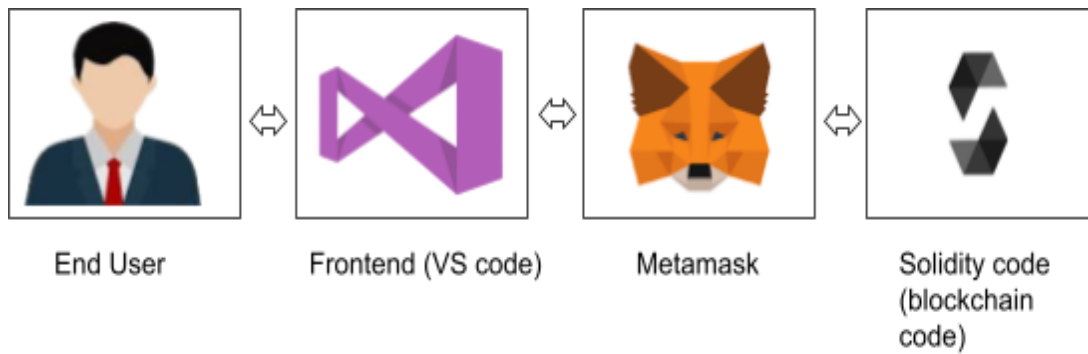 End User
Frontend (VS code)
Metamask
Solidity code
(blockchain
code)